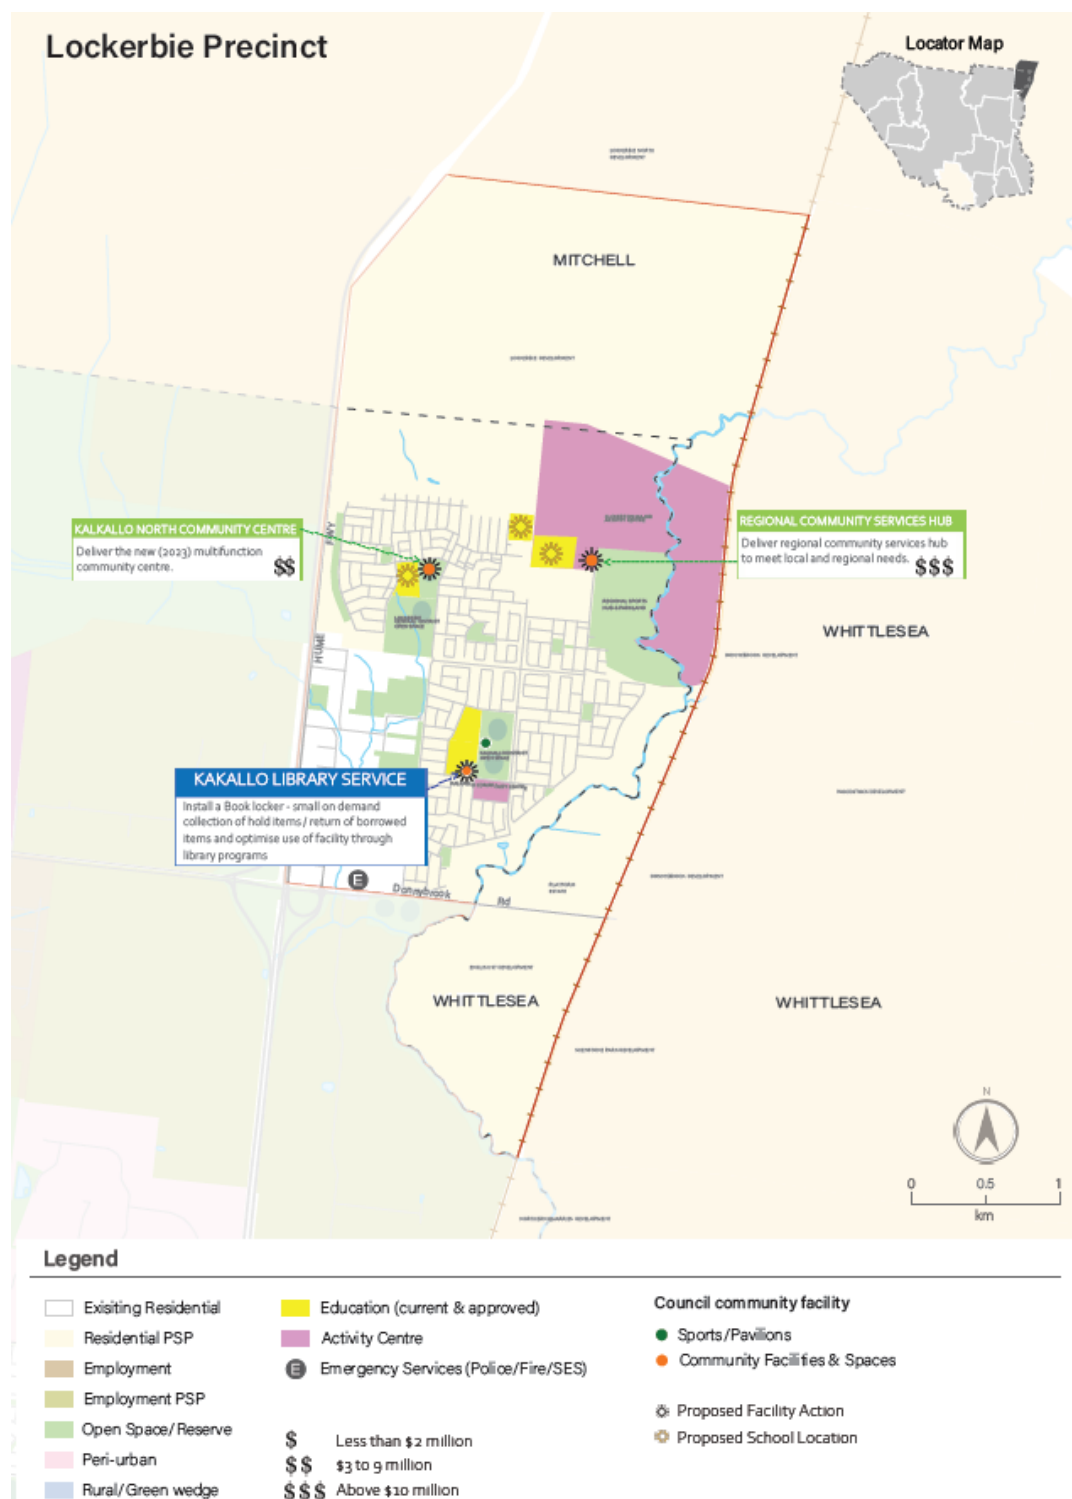 Lockerbie Precinct
Locator Map
MITCHELL
KALKALLO NORTH COMMUNITY CENTRE
Deliver the new (2023) multifunction
community centre.
$$
FWY
REGIONAL COMMUNITY SERVICES HUB
Deliver regional community services hub
to meet local and regional needs.
$$$
WHITTLESEA
HUME
KAKALLO LIBRARY SERVICE
Install a Book locker - small on demand
collection of hold items / return of borrowed
items and optimise use of facility through
library programs
E
Donnybrook
Rd
WHITTLESEA
WHITTLESEA
N
0 0.5 1
km
Legend
Exisiting Residential
Residential PSP
Employment
Employment PSP
Open Space/Reserve
Peri-urban
Rural/Green wedge
Education (current & approved)
Activity Centre
E Emergency Services (Police/Fire/SES)
$ Less than $2 million
$$ $3 to 9 million
$$$ Above $10 million
Council community facility
Sports/Pavilions
Community Facilities & Spaces
Proposed Facility Action
Proposed School Location